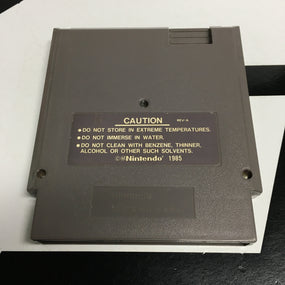 CAUTION REV-A
• DO NOT STORE IN EXTREME TEMPERATURES.
• DO NOT IMMERSE IN WATER.
• DO NOT CLEAN WITH BENZENE, THINNER,
ALCOHOL OR OTHER SUCH SOLVENTS.
©®Nintendo® 1985